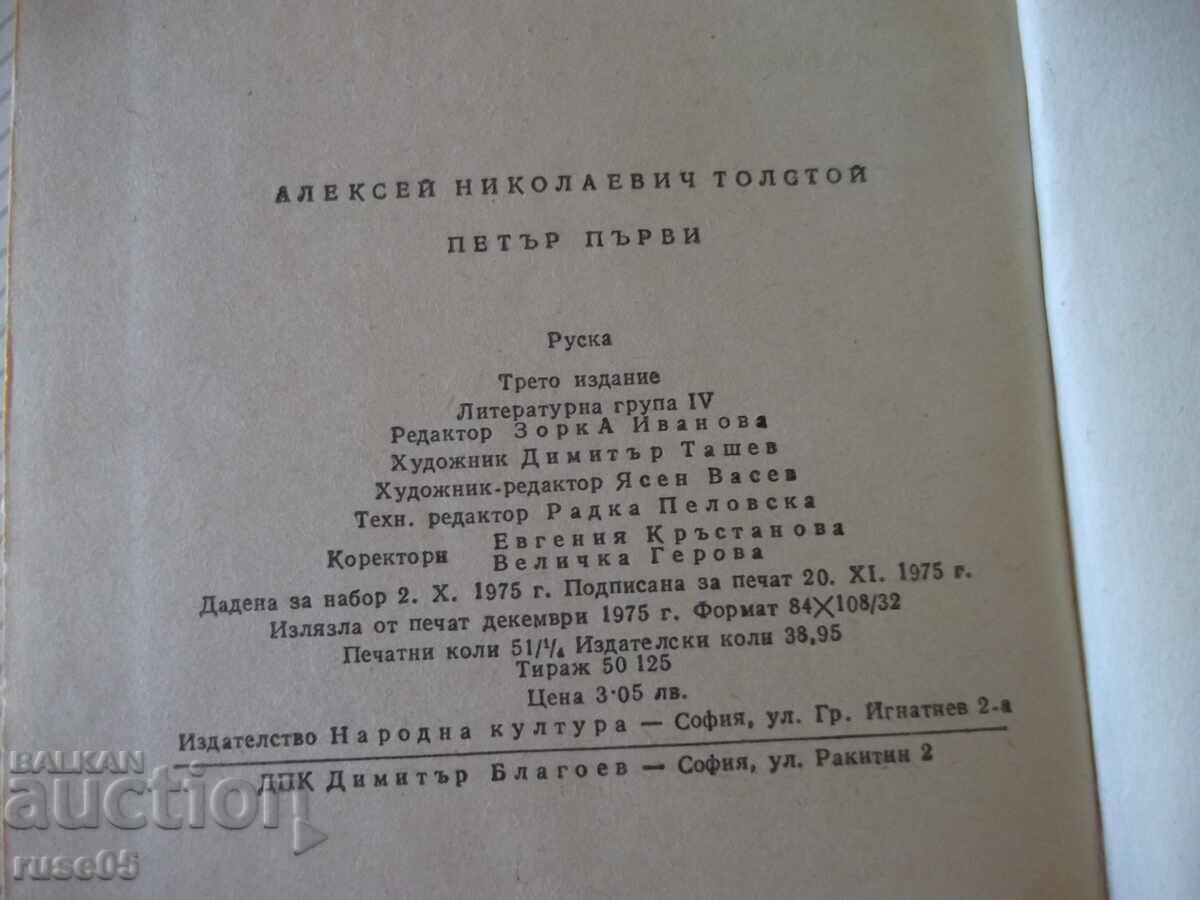 АЛЕКСЕЙ НИКОЛАЕВИЧ ТОЛСТОЙ
ПЕТЪР ПЪРВИ
Руска
Трето издание
Литературна група IV
Редактор ЗоркА Иванова
Художник Димитър Ташев
Художник-редактор Ясен Васев
Техн. редактор Радка Пеловска
Коректори Евгения Кръстанова
Величка Герова
Дадена за набор 2. X. 1975 г. Подписана за печат 20. XI. 1975 г.
Излязла от печат декември 1975 г. Формат 84×108/32
Печатни коли 51/¼ Издателски коли 38,95
Тираж 50 125
Цена 3·05 лв.
Издателство Народна култура — София, ул. Гр. Игнатиев 2-а
ДПК Димитър Благоев — София, ул. Ракитин 2
BALKAN
auction
ruse05